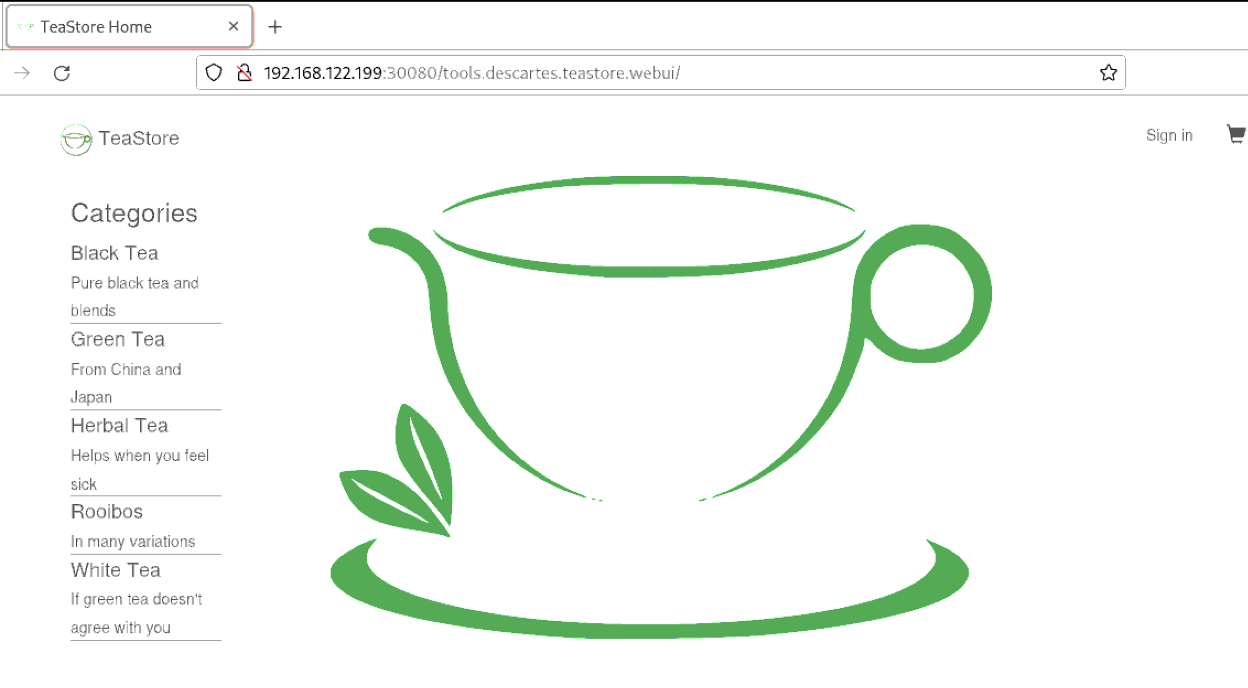 TeaStore Home
192.168.122.199:30080/tools.descartes.teastore.webui/
TeaStore
Sign in
Categories
Black Tea
Pure black tea and
blends
Green Tea
From China and
Japan
Herbal Tea
Helps when you feel
sick
Rooibos
In many variations
White Tea
If green tea doesn't
agree with you